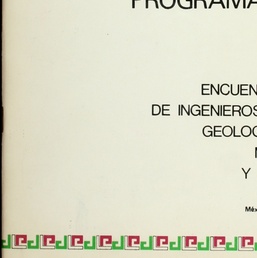 PROGRAMA
ENCUEN
DE INGENIEROS
GEOLOG
Y
Méx